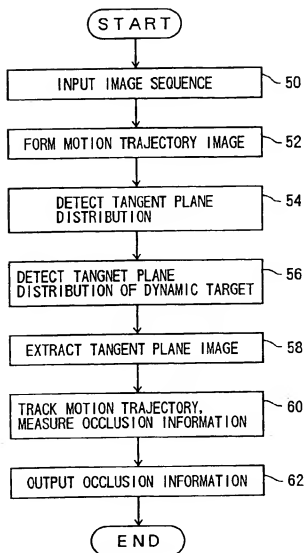 START
INPUT IMAGE SEQUENCE
50
FORM MOTION TRAJECTORY IMAGE
52
DETECT TANGENT PLANE
DISTRIBUTION
54
DETECT TANGNET PLANE
DISTRIBUTION OF DYNAMIC TARGET
56
EXTRACT TANGENT PLANE IMAGE
58
TRACK MOTION TRAJECTORY,
MEASURE OCCLUSION INFORMATION
60
OUTPUT OCCLUSION INFORMATION
62
END